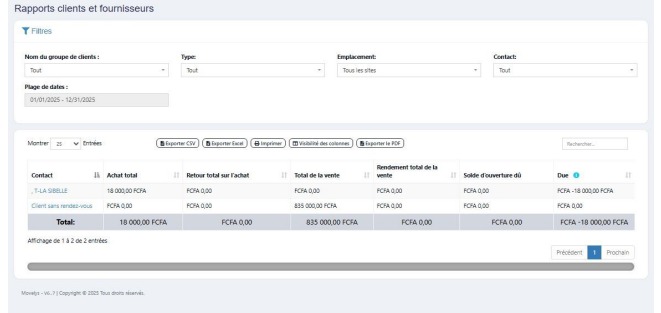 Rapports clients et fournisseurs
Filtres
Nom du groupe de clients : Type: Emplacement: Contact:
Tout Tout Tous les sites Tout
Plage de dates :
01/01/2025 - 12/31/2025
Montrer 25 Entrées Exporter CSV Exporter Excel Imprimer Visibilité des colonnes Exporter le PDF Rechercher...
Contact Achat total Retour total sur l'achat Total de la vente Rendement total de la vente Solde d'ouverture dû Due
, T-LA SIBELLE 18 000,00 FCFA FCFA 0,00 FCFA 0,00 FCFA 0,00 FCFA 0,00 FCFA -18 000,00 FCFA
Client sans rendez-vous FCFA 0,00 FCFA 0,00 835 000,00 FCFA FCFA 0,00 FCFA 0,00 FCFA 0,00
Total: 18 000,00 FCFA FCFA 0,00 835 000,00 FCFA FCFA 0,00 FCFA 0,00 FCFA -18 000,00 FCFA
Affichage de 1 à 2 de 2 entrées
Précédent 1 Prochain
Copyright © 2025 Tous droits réservés.